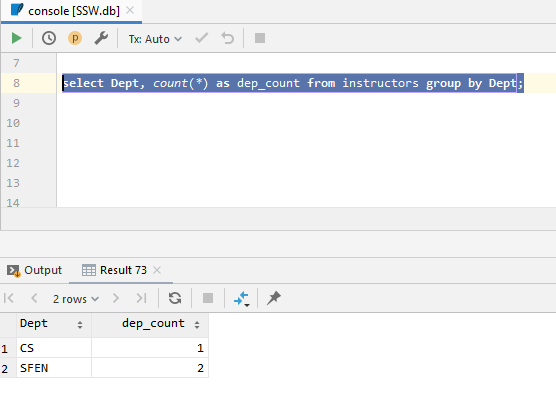 console [SSW.db]
Tx: Auto
7
8 select Dept, count(*) as dep_count from instructors group by Dept;
9
10
11
12
13
14
Output Result 73
2 rows
Dept dep_count
1 CS 1
2 SFEN 2